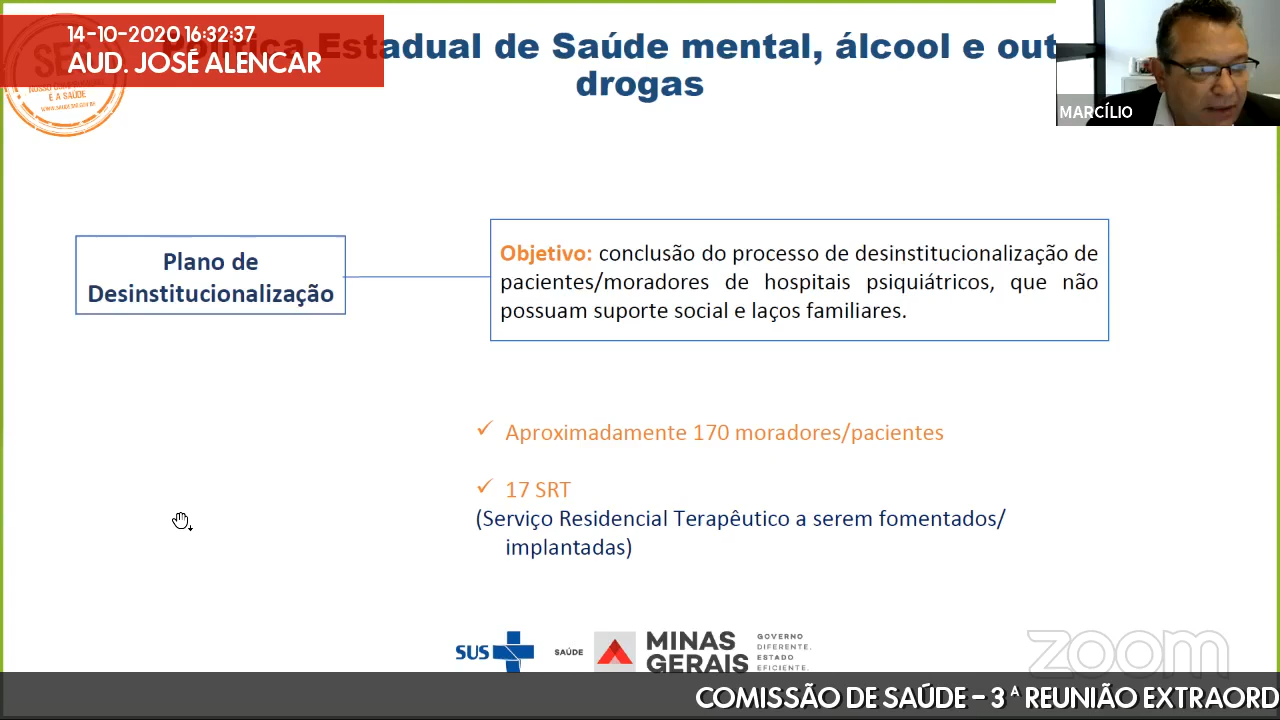 14-10-2020 16:32:37
AUD. JOSÉ ALENCAR
Estadual de Saúde mental, álcool e out
drogas
MARCÍLIO
SES
E A SAÚDE
Plano de
Desinstitucionalização
Objetivo: conclusão do processo de desinstitucionalização de
pacientes/moradores de hospitais psiquiátricos, que não
possuam suporte social e laços familiares.
✓ Aproximadamente 170 moradores/pacientes
✓ 17 SRT
(Serviço Residencial Terapêutico a serem fomentados/
implantadas)
SUS
SAÚDE
MINAS
GERAIS
GOVERNO
DIFERENTE.
ESTADO
EFICIENTE.
zoom
COMISSÃO DE SAÚDE – 3ª REUNIÃO EXTRAORD